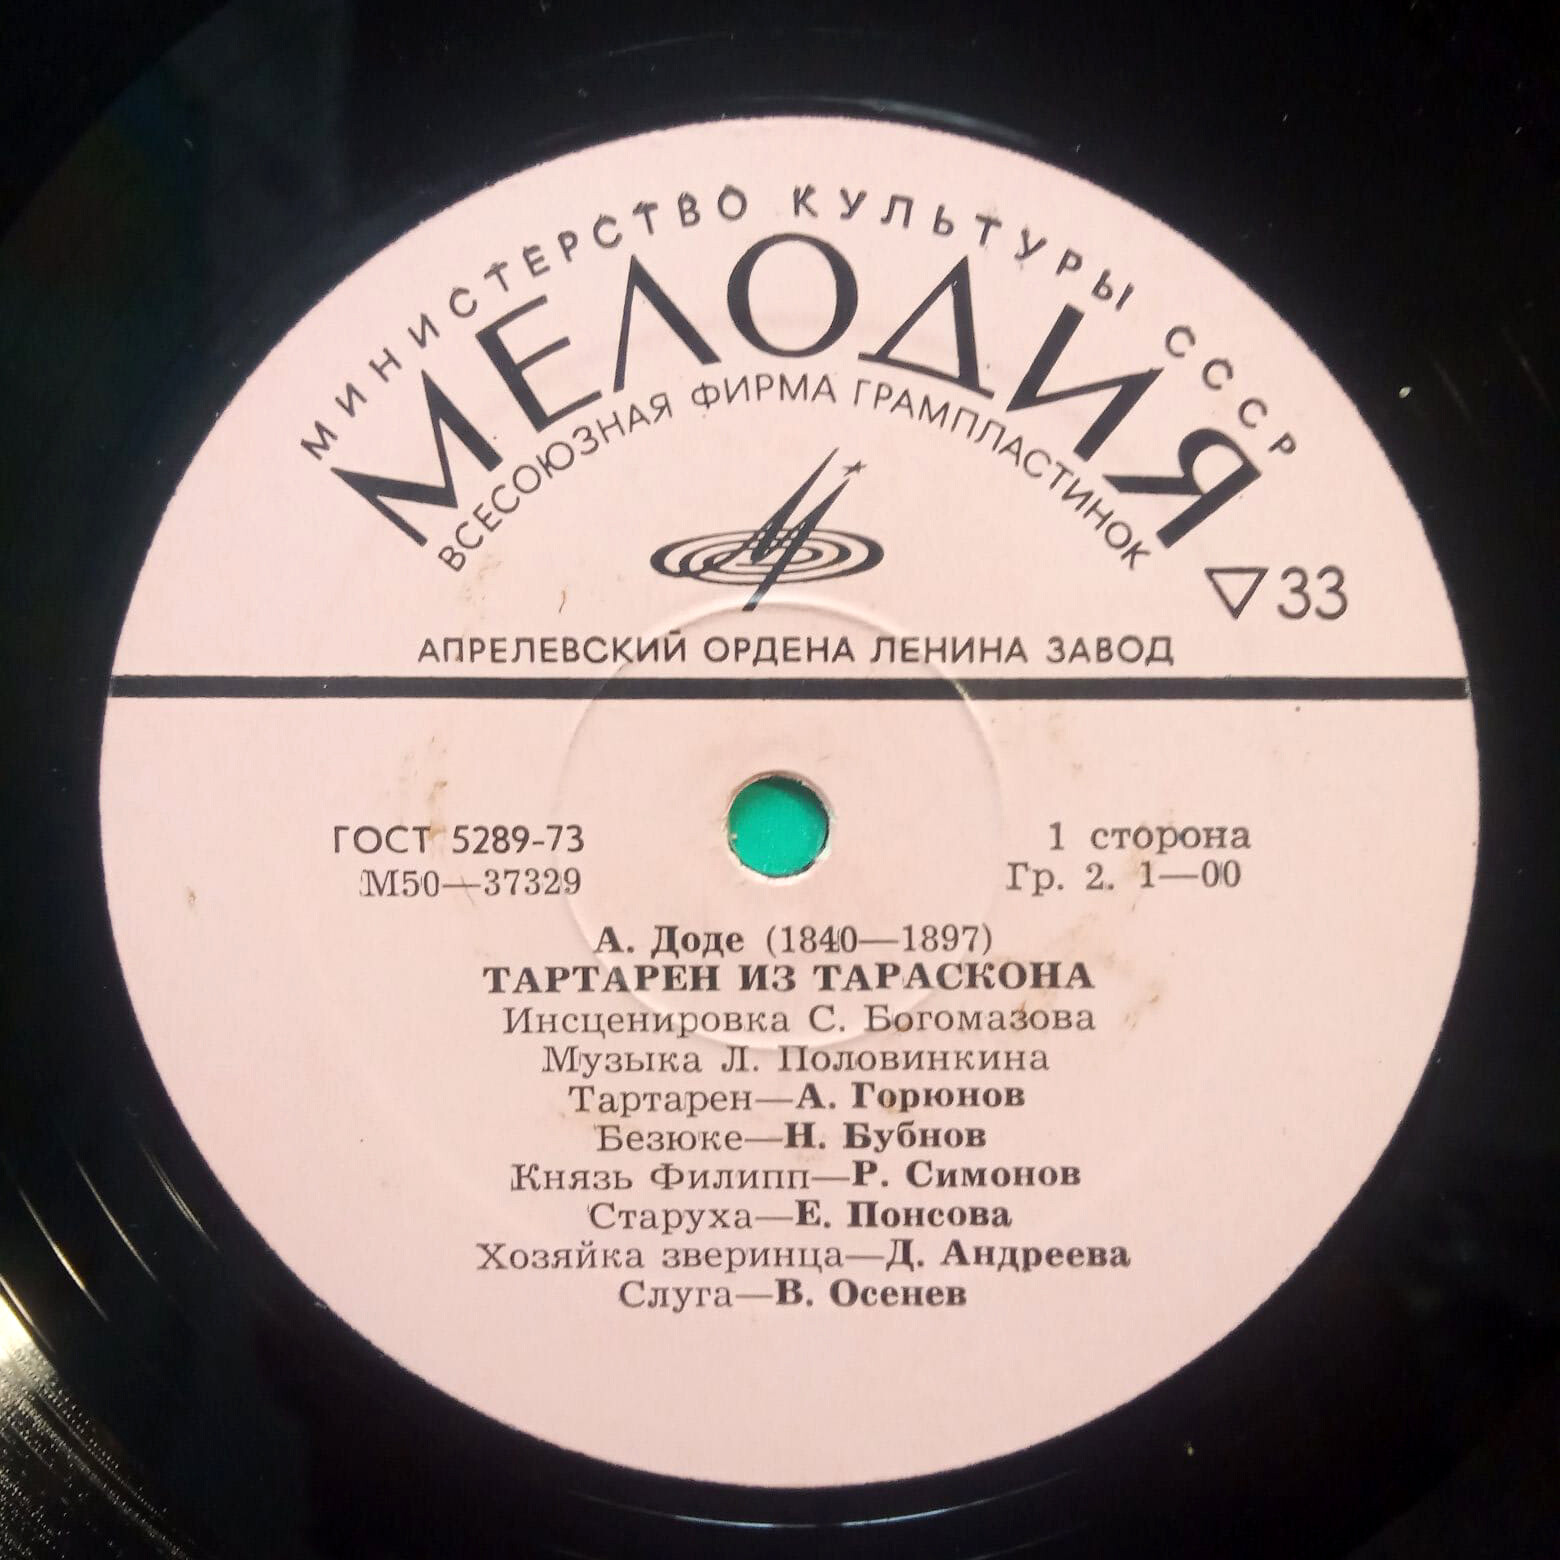 МИНИСТЕРСТВО КУЛЬТУРЫ СССР
МЕЛОДИЯ
ВСЕСОЮЗНАЯ ФИРМА ГРАМПЛАСТИНОК
▽33
АПРЕЛЕВСКИЙ ОРДЕНА ЛЕНИНА ЗАВОД
ГОСТ 5289-73
М50—37329
1 сторона
Гр. 2. 1—00
А. Доде (1840—1897)
ТАРТАРЕН ИЗ ТАРАСКОНА
Инсценировка С. Богомазова
Музыка Л. Половинкина
Тартарен—А. Горюнов
Безюке—Н. Бубнов
Князь Филипп—Р. Симонов
Старуха—Е. Понсова
Хозяйка зверинца—Д. Андреева
Слуга—В. Осенев